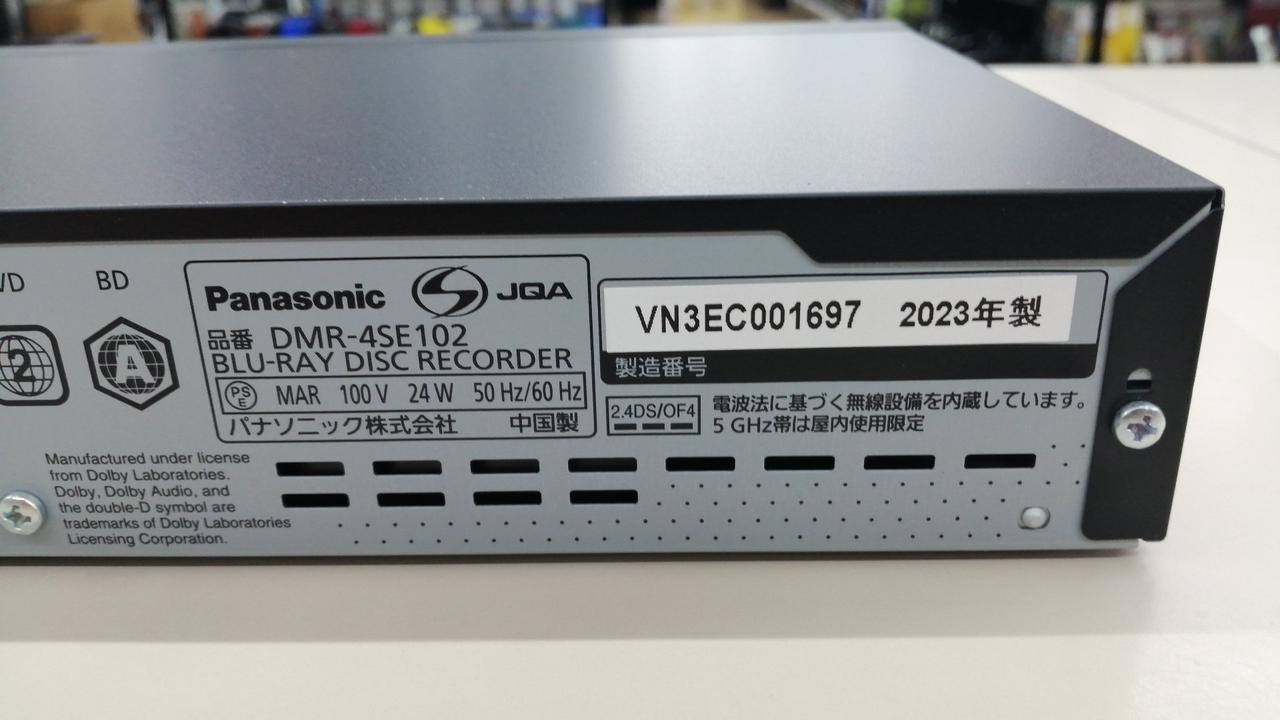 BD
2
A
Panasonic JQA
品番 DMR-4SE102
BLU-RAY DISC RECORDER
PS E MAR 100 V 24 W 50 Hz/60 Hz
パナソニック株式会社 中国製
VN3EC001697 2023年製
製造番号
2.4DS/OF4
電波法に基づく無線設備を内蔵しています。
5 GHz帯は屋内使用限定
Manufactured under license
from Dolby Laboratories.
Dolby, Dolby Audio, and
the double-D symbol are
trademarks of Dolby Laboratories
Licensing Corporation.